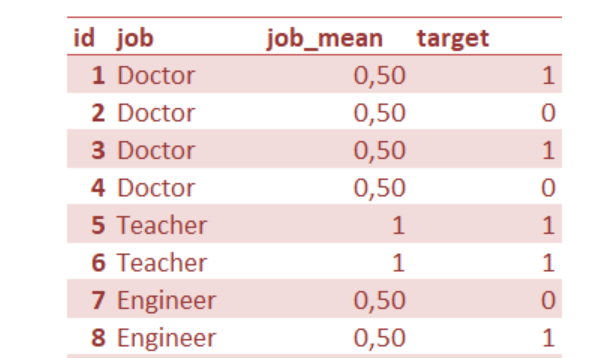 id job job_mean target
1 Doctor 0,50 1
2 Doctor 0,50 0
3 Doctor 0,50 1
4 Doctor 0,50 0
5 Teacher 1 1
6 Teacher 1 1
7 Engineer 0,50 0
8 Engineer 0,50 1